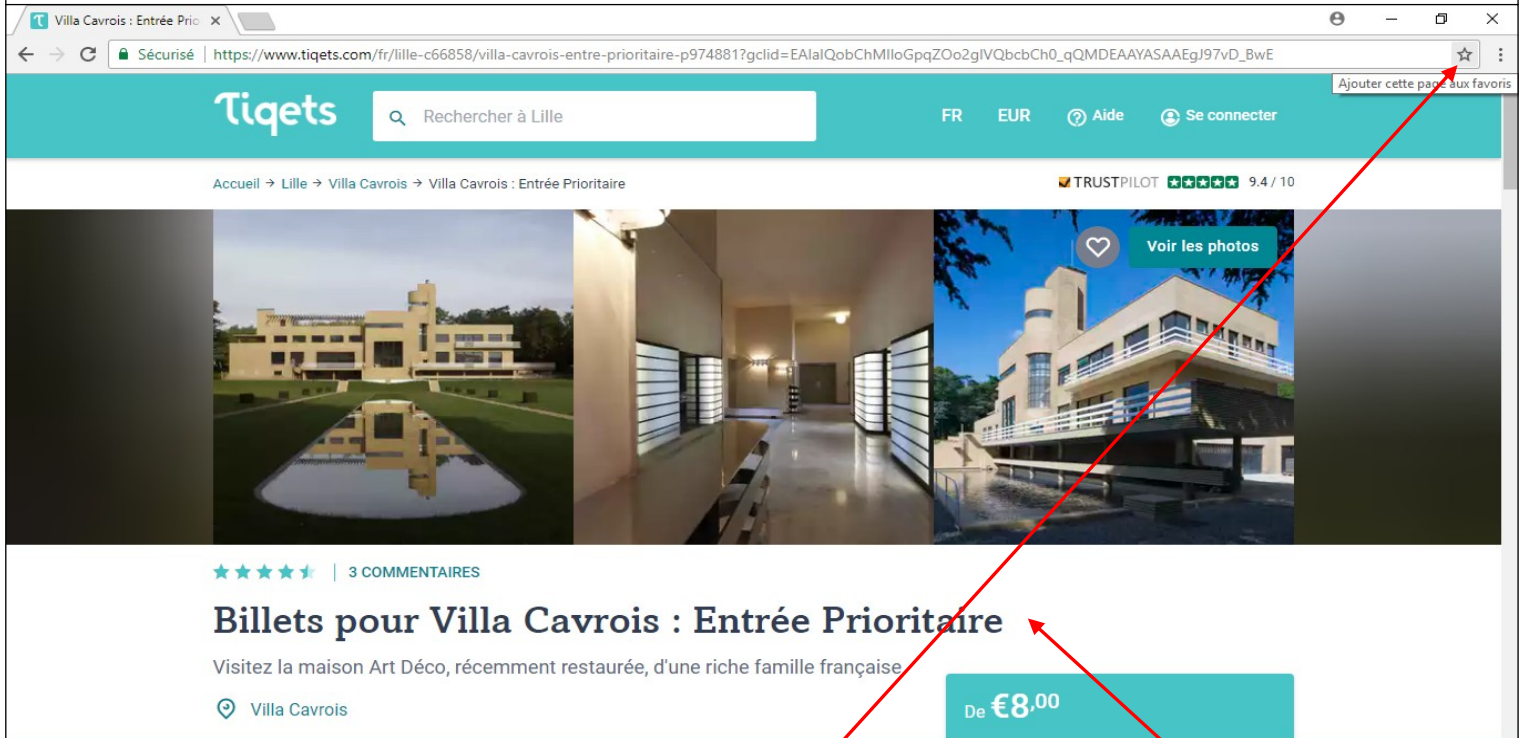 Villa Cavrois : Entrée Prio
Sécurisé | https://www.tiqets.com/fr/lille-c66858/villa-cavrois-entre-prioritaire-p974881?gclid=EAIaIQobChMIloGpqZOo2gIVQbcbCh0_qQMDEAAYASAAEgJ97vD_BwE
Ajouter cette page aux favoris
Tiqets
Rechercher à Lille
FR EUR Aide Se connecter
Accueil → Lille → Villa Cavrois → Villa Cavrois : Entrée Prioritaire
TRUSTPILOT 9.4 / 10
Voir les photos
3 COMMENTAIRES
Billets pour Villa Cavrois : Entrée Prioritaire
Visitez la maison Art Déco, récemment restaurée, d'une riche famille française
Villa Cavrois
De €8,00